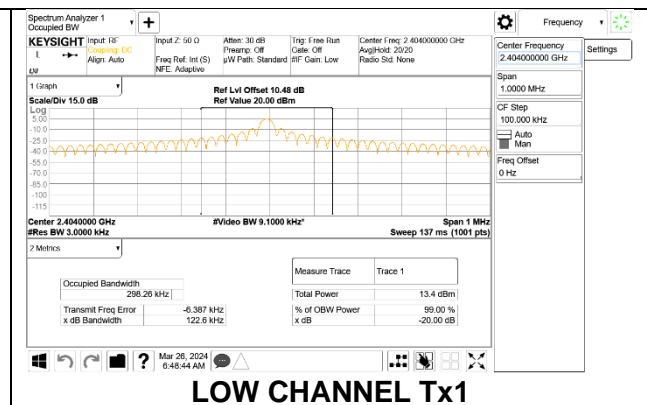 Spectrum Analyzer 1
Occupied BW
Frequency
KEYSIGHT Input: RF Input Z: 50 Ω Atten: 30 dB Trig: Free Run Center Freq: 2.404000000 GHz
Coupling: DC Preamp: Off Gate: Off Avg|Hold: 20/20
Align: Auto Freq Ref: Int (S) µW Path: Standard #IF Gain: Low Radio Std: None
NFE: Adaptive
Center Frequency
2.404000000 GHz
Settings
Span
1.0000 MHz
CF Step
100.000 kHz
Auto
Man
Freq Offset
0 Hz
1 Graph
Ref Lvl Offset 10.48 dB
Scale/Div 15.0 dB Ref Value 20.00 dBm
Log
5.00
-10.0
-25.0
-40.0
-55.0
-70.0
-85.0
-100
-115
Center 2.4040000 GHz #Video BW 9.1000 kHz* Span 1 MHz
#Res BW 3.0000 kHz Sweep 137 ms (1001 pts)
2 Metrics
Measure Trace Trace 1
Occupied Bandwidth
298.26 kHz Total Power 13.4 dBm
Transmit Freq Error -6.387 kHz % of OBW Power 99.00 %
x dB Bandwidth 122.6 kHz x dB -20.00 dB
? Mar 26, 2024
6:48:44 AM
LOW CHANNEL Tx1